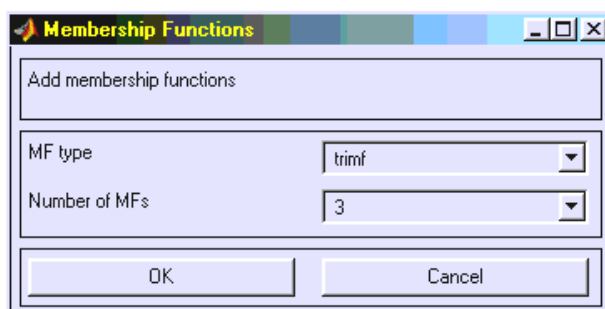 Membership Functions
Add membership functions
MF type
trimf
Number of MFs
3
OK
Cancel